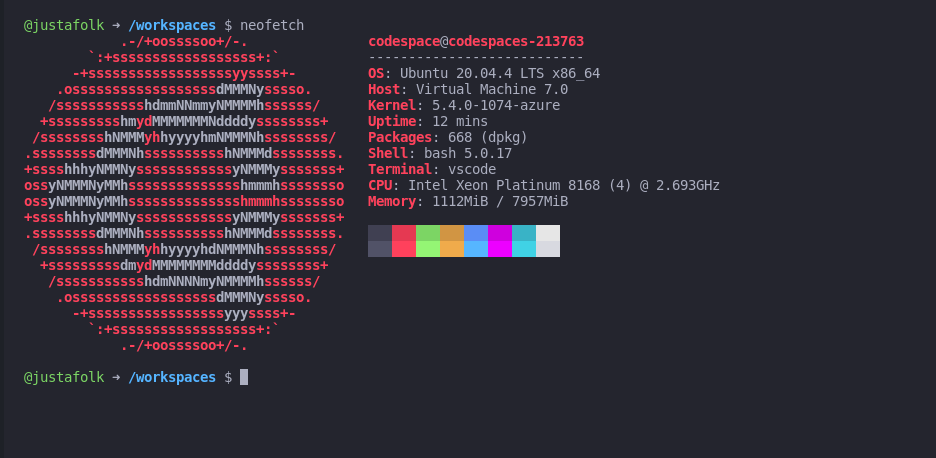 @justafolk ➜ /workspaces $ neofetch
            .-/+oossssoo+/-.               codespace@codespaces-213763
        `:+ssssssssssssssssss+:`           ---------------------------
      -+ssssssssssssssssssyyssss+-         OS: Ubuntu 20.04.4 LTS x86_64
    .ossssssssssssssssssdMMMNysssso.       Host: Virtual Machine 7.0
   /ssssssssssshdmmNNmmyNMMMMhssssss/      Kernel: 5.4.0-1074-azure
  +ssssssssshmydMMMMMMMNddddyssssssss+     Uptime: 12 mins
 /sssssssshNMMMyhhyyyyhmNMMMNhssssssss/    Packages: 668 (dpkg)
.ssssssssdMMMNhsssssssssshNMMMdssssssss.   Shell: bash 5.0.17
+sssshhhyNMMNyssssssssssssyNMMMysssssss+   Terminal: vscode
ossyNMMMNyMMhsssssssssssssshmmmhssssssso   CPU: Intel Xeon Platinum 8168 (4) @ 2.693GHz
ossyNMMMNyMMhsssssssssssssshmmmhssssssso   Memory: 1112MiB / 7957MiB
+sssshhhyNMMNyssssssssssssyNMMMysssssss+
.ssssssssdMMMNhsssssssssshNMMMdssssssss.
 /sssssssshNMMMyhhyyyyhdNMMMNhssssssss/
  +sssssssssdmydMMMMMMMMddddyssssssss+
   /ssssssssssshdmNNNNmyNMMMMhssssss/
    .ossssssssssssssssssdMMMNysssso.
      -+sssssssssssssssssyyyssss+-
        `:+ssssssssssssssssss+:`
            .-/+oossssoo+/-.
@justafolk ➜ /workspaces $